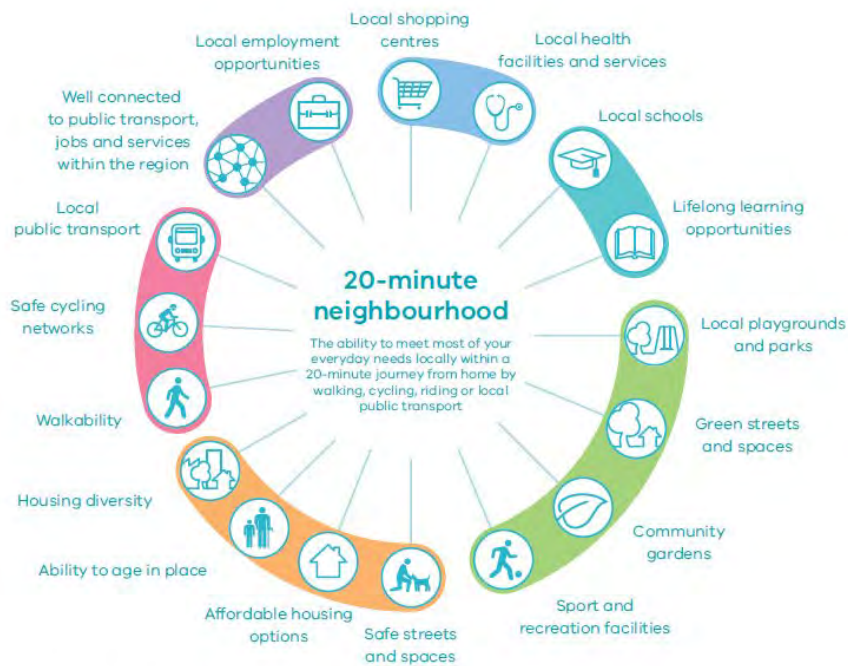 Local shopping
centres
Local health
facilities and services
Local schools
Lifelong learning
opportunities
Local playgrounds
and parks
Green streets
and spaces
Community
gardens
Sport and
recreation facilities
Safe streets
and spaces
Affordable housing
options
Ability to age in place
Housing diversity
Walkability
Safe cycling
networks
Local
public transport
Well connected
to public transport,
jobs and services
within the region
Local employment
opportunities
20-minute
neighbourhood
The ability to meet most of your
everyday needs locally within a
20-minute journey from home by
walking, cycling, riding or local
public transport